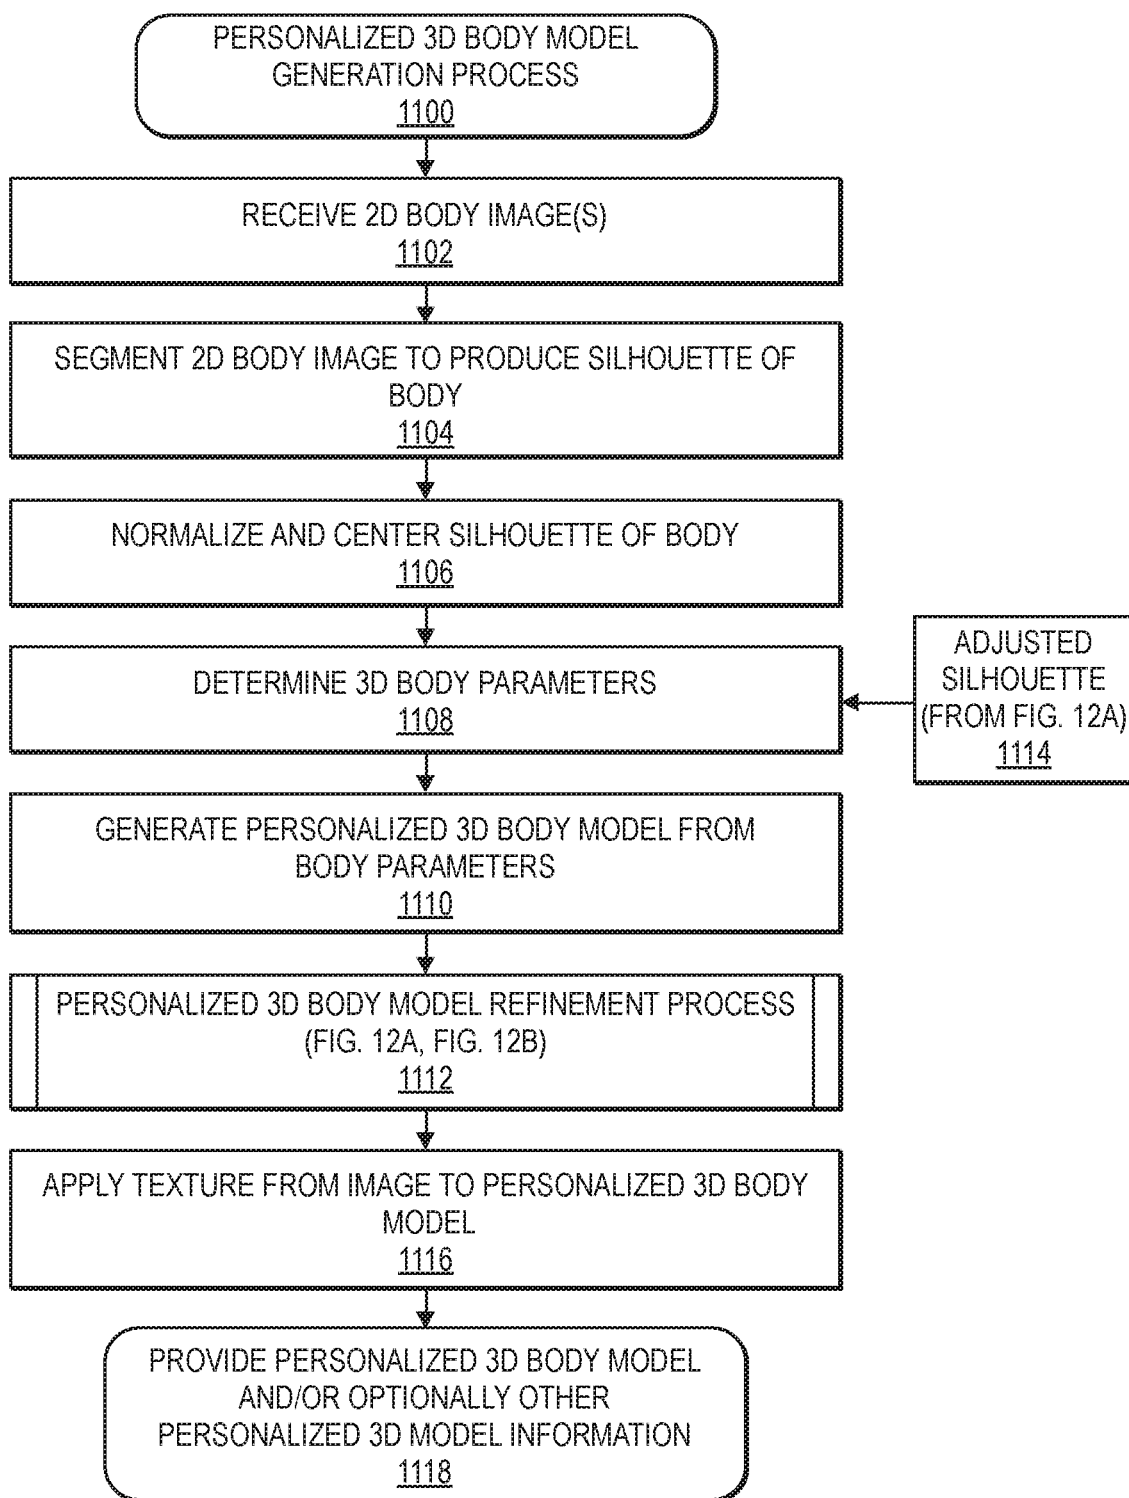 PERSONALIZED 3D BODY MODEL
GENERATION PROCESS
1100
RECEIVE 2D BODY IMAGE(S)
1102
SEGMENT 2D BODY IMAGE TO PRODUCE SILHOUETTE OF
BODY
1104
NORMALIZE AND CENTER SILHOUETTE OF BODY
1106
DETERMINE 3D BODY PARAMETERS
1108
ADJUSTED
SILHOUETTE
(FROM FIG. 12A)
1114
GENERATE PERSONALIZED 3D BODY MODEL FROM
BODY PARAMETERS
1110
PERSONALIZED 3D BODY MODEL REFINEMENT PROCESS
(FIG. 12A, FIG. 12B)
1112
APPLY TEXTURE FROM IMAGE TO PERSONALIZED 3D BODY
MODEL
1116
PROVIDE PERSONALIZED 3D BODY MODEL
AND/OR OPTIONALLY OTHER
PERSONALIZED 3D MODEL INFORMATION
1118